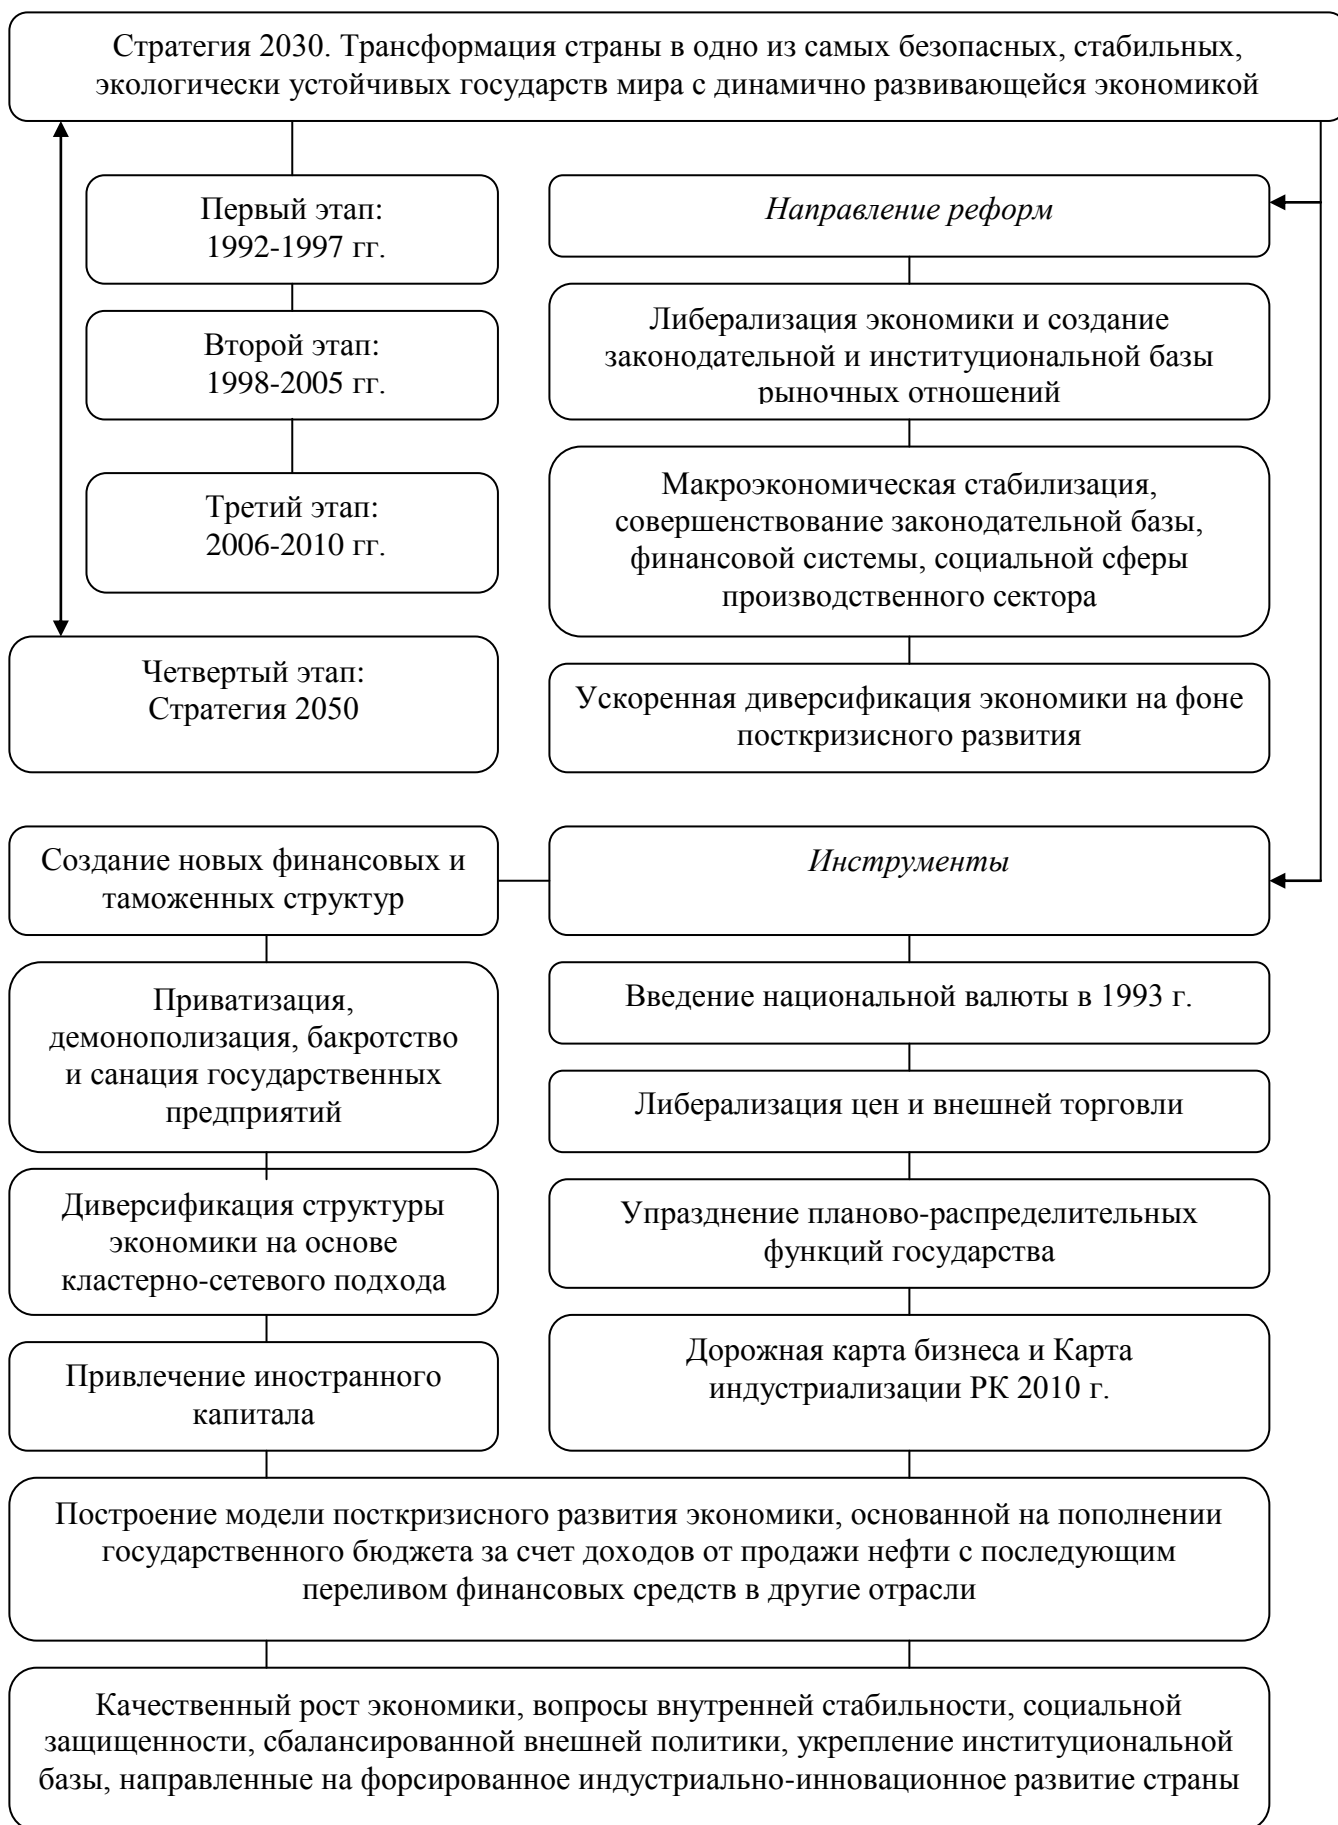 Стратегия 2030. Трансформация страны в одно из самых безопасных, стабильных,
экологически устойчивых государств мира с динамично развивающейся экономикой
Первый этап:
1992-1997 гг.
Второй этап:
1998-2005 гг.
Третий этап:
2006-2010 гг.
Четвертый этап:
Стратегия 2050
Направление реформ
Либерализация экономики и создание
законодательной и институциональной базы
рыночных отношений
Макроэкономическая стабилизация,
совершенствование законодательной базы,
финансовой системы, социальной сферы
производственного сектора
Ускоренная диверсификация экономики на фоне
посткризисного развития
Создание новых финансовых и
таможенных структур
Приватизация,
демонополизация, бакротство
и санация государственных
предприятий
Диверсификация структуры
экономики на основе
кластерно-сетевого подхода
Привлечение иностранного
капитала
Инструменты
Введение национальной валюты в 1993 г.
Либерализация цен и внешней торговли
Упразднение планово-распределительных
функций государства
Дорожная карта бизнеса и Карта
индустриализации РК 2010 г.
Построение модели посткризисного развития экономики, основанной на пополнении
государственного бюджета за счет доходов от продажи нефти с последующим
переливом финансовых средств в другие отрасли
Качественный рост экономики, вопросы внутренней стабильности, социальной
защищенности, сбалансированной внешней политики, укрепление институциональной
базы, направленные на форсированное индустриально-инновационное развитие страны